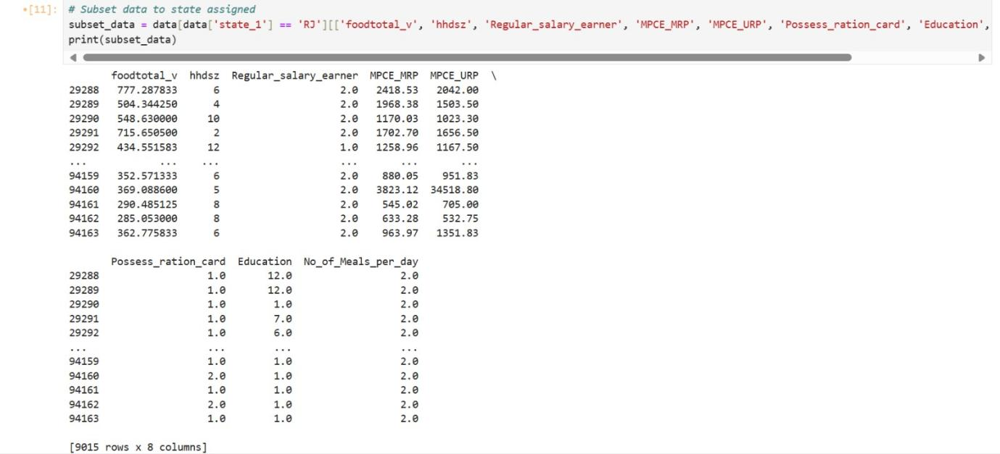 •[11]: # Subset data to state assigned
subset_data = data[data['state_1'] == 'RJ'][['foodtotal_v', 'hhdsz', 'Regular_salary_earner', 'MPCE_MRP', 'MPCE_URP', 'Possess_ration_card', 'Education',
print(subset_data)
foodtotal_v hhdsz Regular_salary_earner MPCE_MRP MPCE_URP \
29288 777.287833 6 2.0 2418.53 2042.00
29289 504.344250 4 2.0 1968.38 1503.50
29290 548.630000 10 2.0 1170.03 1023.30
29291 715.650500 2 2.0 1702.70 1656.50
29292 434.551583 12 1.0 1258.96 1167.50
... ... ... ... ... ...
94159 352.571333 6 2.0 880.05 951.83
94160 369.088600 5 2.0 3823.12 34518.80
94161 290.485125 8 2.0 545.02 705.00
94162 285.053000 8 2.0 633.28 532.75
94163 362.775833 6 2.0 963.97 1351.83
Possess_ration_card Education No_of_Meals_per_day
29288 1.0 12.0 2.0
29289 1.0 12.0 2.0
29290 1.0 1.0 2.0
29291 1.0 7.0 2.0
29292 1.0 6.0 2.0
... ... ... ...
94159 1.0 1.0 2.0
94160 2.0 1.0 2.0
94161 1.0 1.0 2.0
94162 2.0 1.0 2.0
94163 1.0 1.0 2.0
[9015 rows x 8 columns]